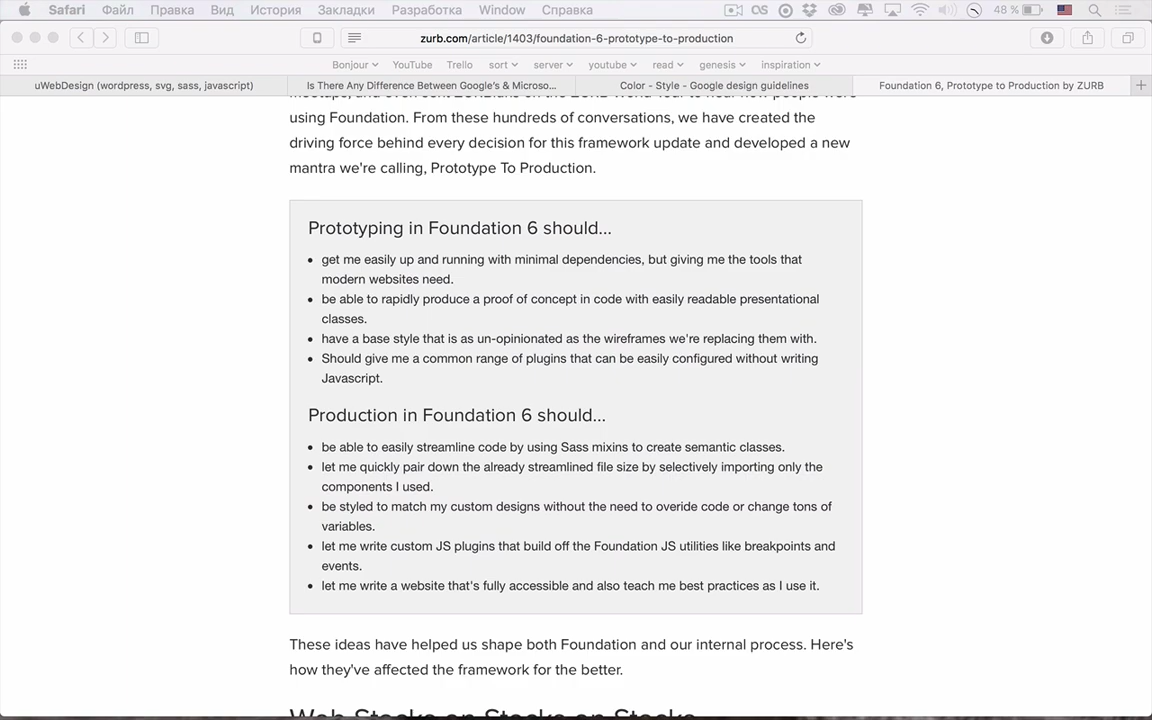 Safari Файл Правка Вид История Закладки Разработка Window Справка OS 48 %
zurb.com/article/1403/foundation-6-prototype-to-production
Bonjour YouTube Trello sort server youtube read genesis inspiration
uWebDesign (wordpress, svg, sass, javascript) Is There Any Difference Between Google's & Microso... Color - Style - Google design guidelines Foundation 6, Prototype to Production by ZURB
using Foundation. From these hundreds of conversations, we have created the
driving force behind every decision for this framework update and developed a new
mantra we're calling, Prototype To Production.
Prototyping in Foundation 6 should...
• get me easily up and running with minimal dependencies, but giving me the tools that
modern websites need.
• be able to rapidly produce a proof of concept in code with easily readable presentational
classes.
• have a base style that is as un-opinionated as the wireframes we're replacing them with.
• Should give me a common range of plugins that can be easily configured without writing
Javascript.
Production in Foundation 6 should...
• be able to easily streamline code by using Sass mixins to create semantic classes.
• let me quickly pair down the already streamlined file size by selectively importing only the
components I used.
• be styled to match my custom designs without the need to overide code or change tons of
variables.
• let me write custom JS plugins that build off the Foundation JS utilities like breakpoints and
events.
• let me write a website that's fully accessible and also teach me best practices as I use it.
These ideas have helped us shape both Foundation and our internal process. Here's
how they've affected the framework for the better.
Web Stacks on Stacks on Stacks